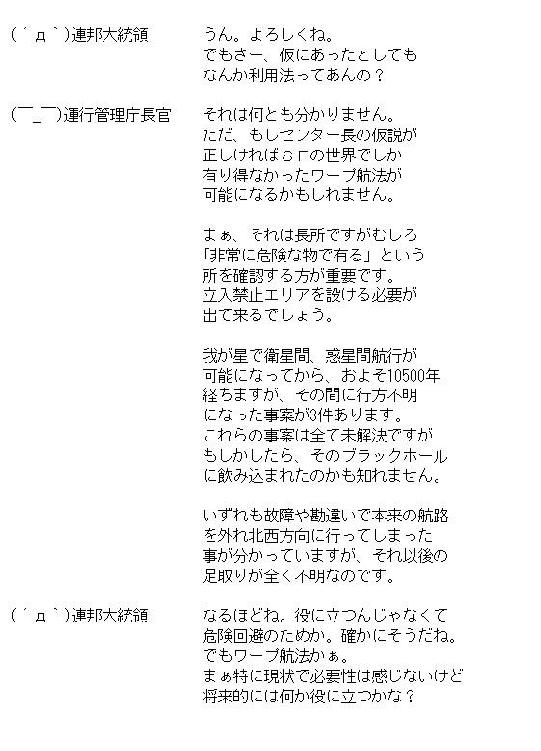 (´д｀)連邦大統領　うん。よろしくね。
でもさー、仮にあったとしても
なんか利用法ってあんの？
(￣_￣)運行管理庁長官　それは何とも分かりません。
ただ、もしセンター長の仮説が
正しければＳＦの世界でしか
有り得なかったワープ航法が
可能になるかもしれません。
まぁ、それは長所ですがむしろ
「非常に危険な物で有る」という
所を確認する方が重要です。
立入禁止エリアを設ける必要が
出て来るでしょう。
我が星で衛星間、惑星間航行が
可能になってから、およそ10500年
経ちますが、その間に行方不明
になった事案が3件あります。
これらの事案は全て未解決ですが
もしかしたら、そのブラックホール
に飲み込まれたのかも知れません。
いずれも故障や勘違いで本来の航路
を外れ北西方向に行ってしまった
事が分かっていますが、それ以後の
足取りが全く不明なのです。
(´д｀)連邦大統領　なるほどね。役に立つんじゃなくて
危険回避のためか。確かにそうだね。
でもワープ航法かぁ。
まぁ特に現状で必要性は感じないけど
将来的には何か役に立つかな？